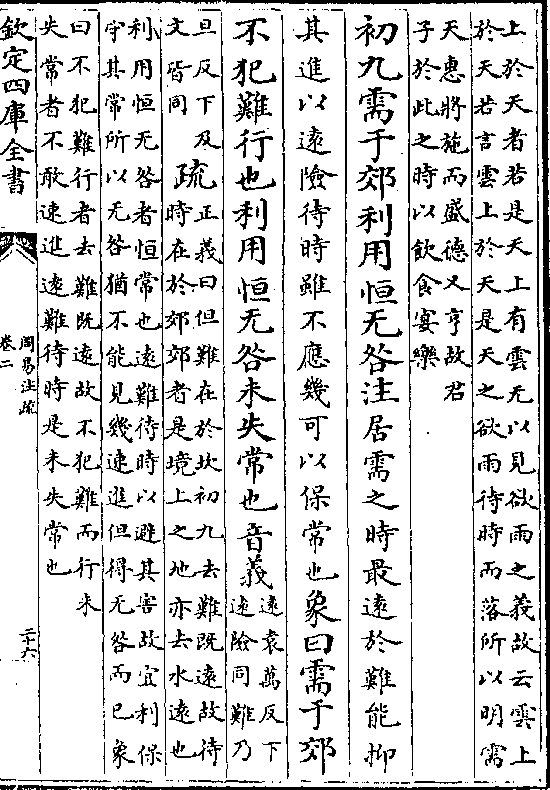 上於天者若是天上有雲无以見欲雨之義故云雲上
於天若言雲上於天是天之欲雨待時而落所以明需
天惠將施而盛德又亨故君
子於此之時以飲食宴樂
初九需于郊利用恒无咎注居需之時最遠於難能抑
其進以遠險待時雖不應幾可以保常也象曰需于郊
不犯難行也利用恒无咎未失常也音義
遠袁萬反下
遠險同難乃
旦反下及
文皆同
疏
正義曰但難在於坎初九去難既遠故待
時在於郊郊者是境上之地亦去水遠也
利用恒无咎者恒常也遠難待時以避其害故宜利保
守其常所以无咎猶不能見幾速進但得无咎而已象
曰不犯難行者去難既遠故不犯難而行未
失常者不敢速進遠難待時是未失常也
欽定四庫全書
周易注疏
卷二
二十六